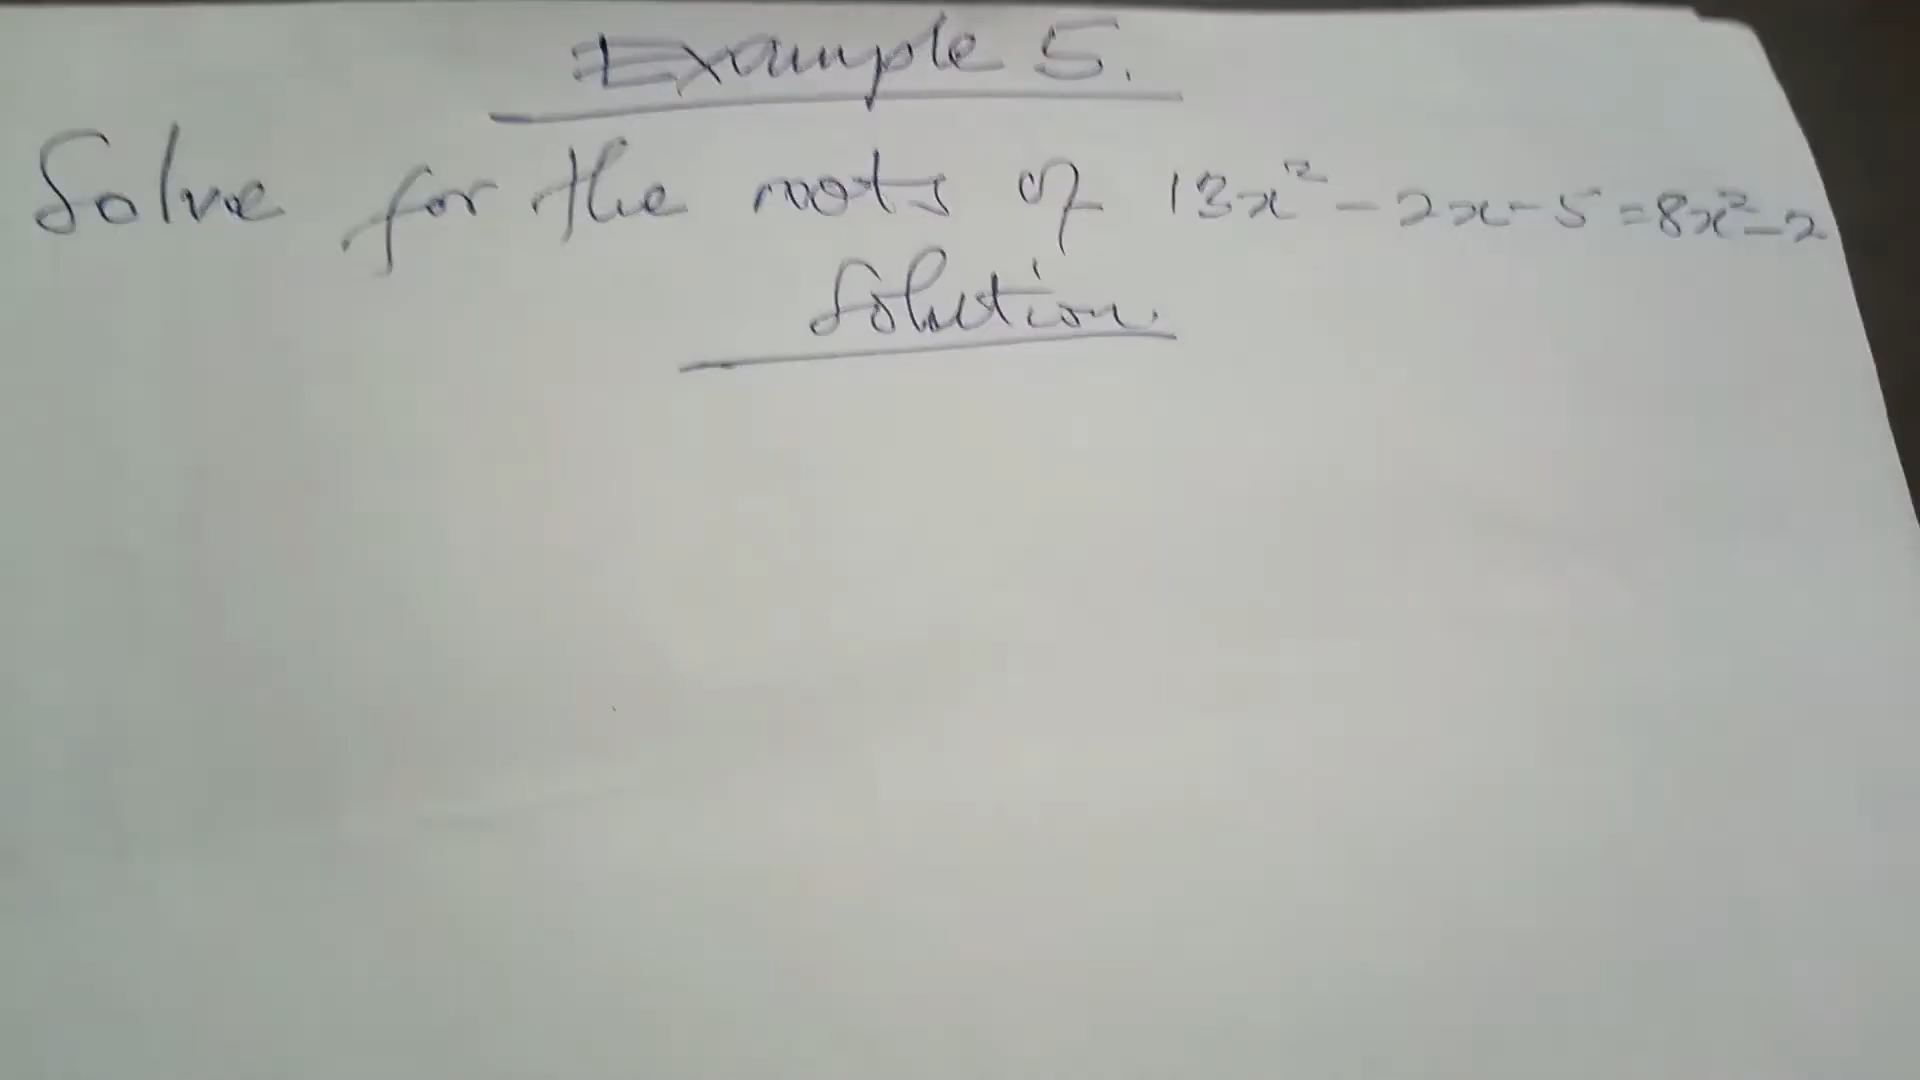 Example 5.
Solve for the roots of 13x² - 2x - 5 = 8x² - 2
Solution.